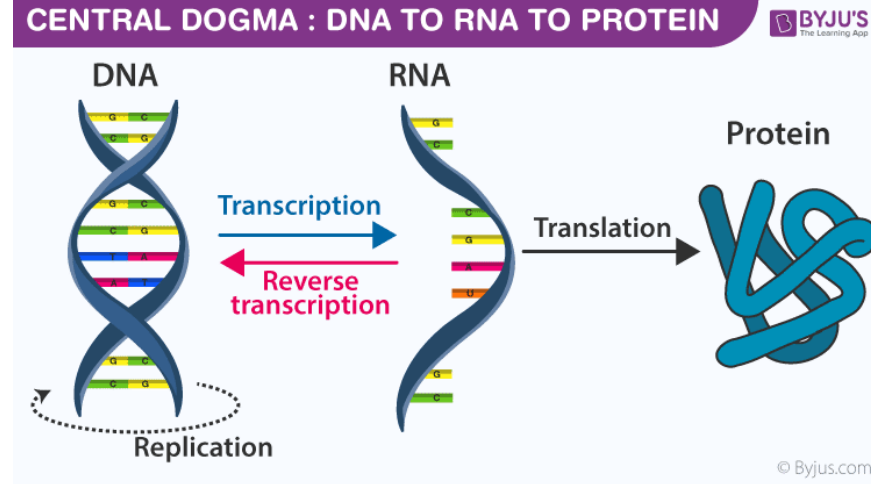 CENTRAL DOGMA : DNA TO RNA TO PROTEIN
BYJU'S
The Learning App
DNA
RNA
Protein
G C
C G
G C
C G
T A
A T
G C
C G
Transcription
Reverse
transcription
G
C
C
G
A
U
G
C
Translation
Replication
© Byjus.com